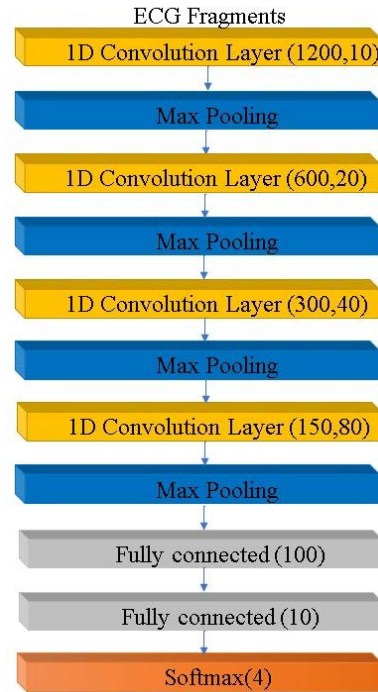 ECG Fragments
1D Convolution Layer (1200,10)
Max Pooling
1D Convolution Layer (600,20)
Max Pooling
1D Convolution Layer (300,40)
Max Pooling
1D Convolution Layer (150,80)
Max Pooling
Fully connected (100)
Fully connected (10)
Softmax(4)